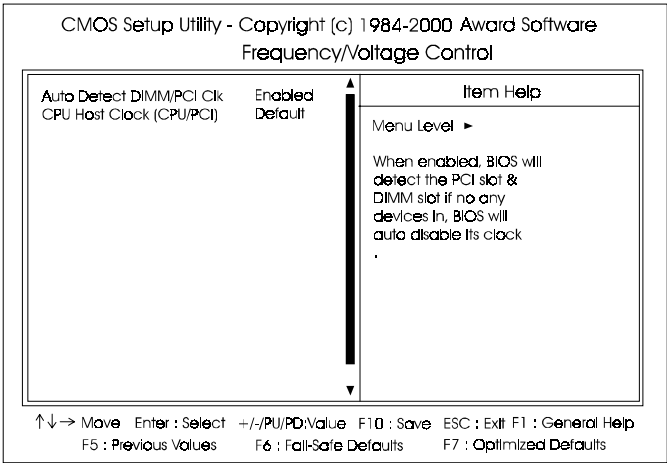 CMOS Setup Utility - Copyright (c) 1984-2000 Award Software
Frequency/Voltage Control
Auto Detect DIMM/PCI Clk Enabled
CPU Host Clock (CPU/PCI) Default
Item Help
Menu Level ►
When enabled, BIOS will
detect the PCI slot &
DIMM slot if no any
devices in, BIOS will
auto disable its clock
.
↑↓→ Move Enter : Select +/-/PU/PD:Value F10 : Save ESC : Exit F1 : General Help
F5 : Previous Values F6 : Fail-Safe Defaults F7 : Optimized Defaults